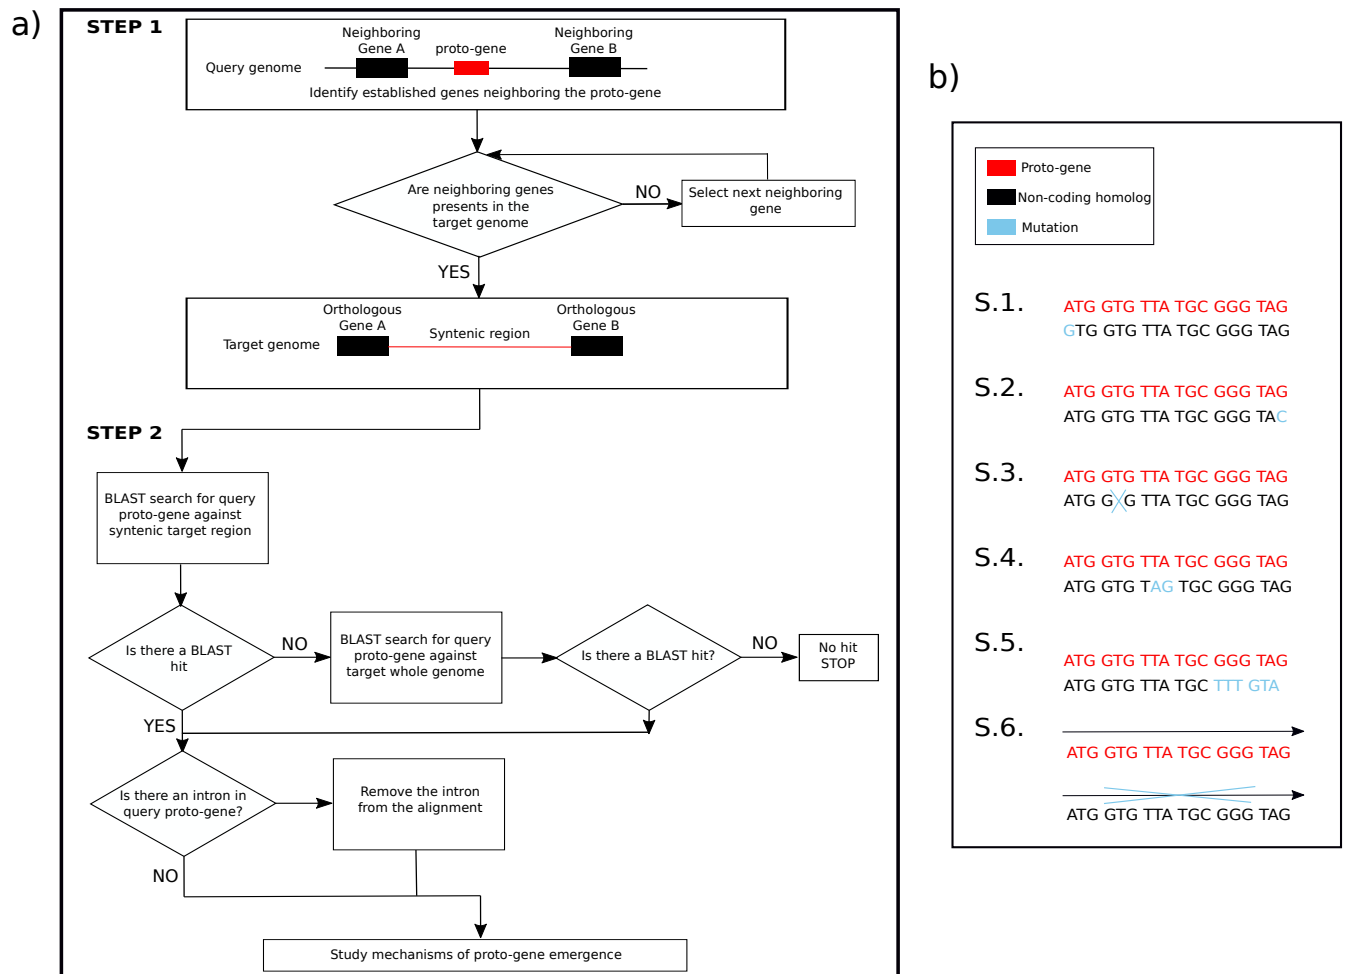 a)
STEP 1
Neighboring
Gene A
proto-gene
Neighboring
Gene B
Query genome
Identify established genes neighboring the proto-gene
Are neighboring genes
presents in the
target genome
NO
Select next neighboring
gene
YES
Orthologous
Gene A
Syntenic region
Orthologous
Gene B
Target genome
STEP 2
BLAST search for query
proto-gene against
syntenic target region
Is there a BLAST
hit
NO
BLAST search for query
proto-gene against
target whole genome
Is there a BLAST hit?
NO
No hit
STOP
YES
Is there an intron in
query proto-gene?
Remove the intron
from the alignment
NO
Study mechanisms of proto-gene emergence
b)
Proto-gene
Non-coding homolog
Mutation
S.1.
ATG GTG TTA TGC GGG TAG
GTG GTG TTA TGC GGG TAG
S.2.
ATG GTG TTA TGC GGG TAG
ATG GTG TTA TGC GGG TAC
S.3.
ATG GTG TTA TGC GGG TAG
ATG GXG TTA TGC GGG TAG
S.4.
ATG GTG TTA TGC GGG TAG
ATG GTG TAG TGC GGG TAG
S.5.
ATG GTG TTA TGC GGG TAG
ATG GTG TTA TGC TTT GTA
S.6.
ATG GTG TTA TGC GGG TAG
ATG GTG TTA TGC GGG TAG